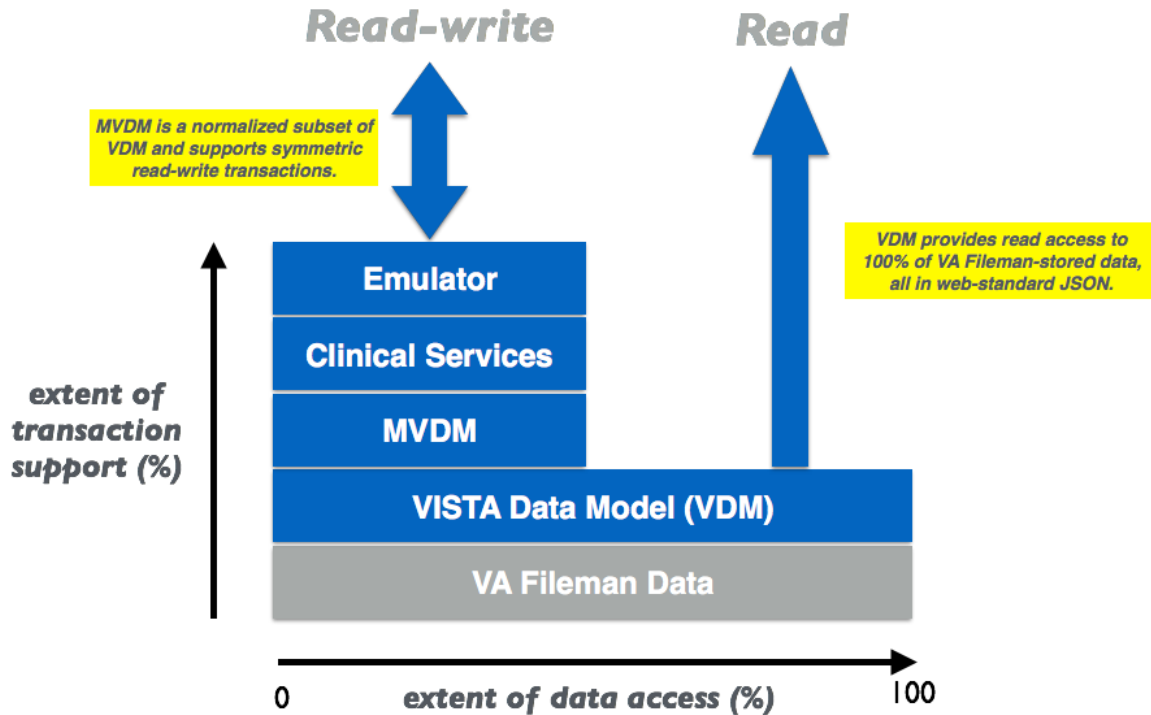 Read-write
Read
MVDM is a normalized subset of
VDM and supports symmetric
read-write transactions.
VDM provides read access to
100% of VA Fileman-stored data,
all in web-standard JSON.
Emulator
Clinical Services
MVDM
VISTA Data Model (VDM)
VA Fileman Data
extent of
transaction
support (%)
0
extent of data access (%)
100